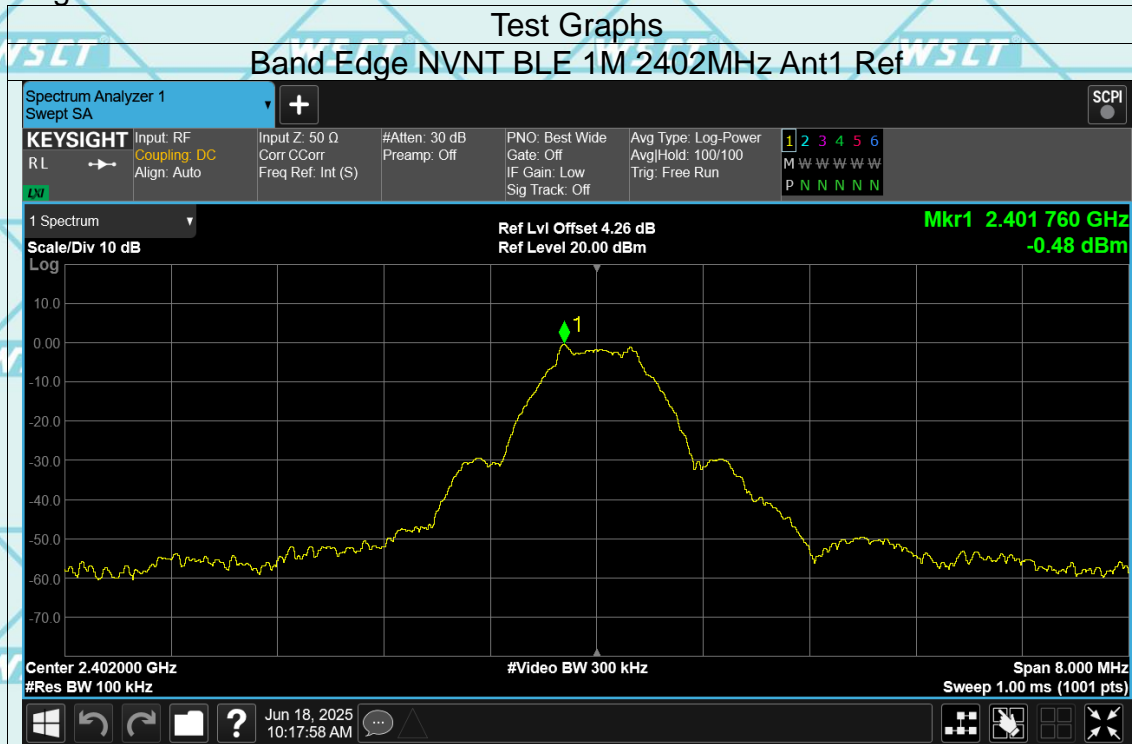 Test Graphs
Band Edge NVNT BLE 1M 2402MHz Ant1 Ref
Spectrum Analyzer 1
Swept SA
+
SCPI
KEYSIGHT
RL
LXI
Input: RF
Coupling: DC
Align: Auto
Input Z: 50 Ω
Corr CCorr
Freq Ref: Int (S)
#Atten: 30 dB
Preamp: Off
PNO: Best Wide
Gate: Off
IF Gain: Low
Sig Track: Off
Avg Type: Log-Power
Avg|Hold: 100/100
Trig: Free Run
1 2 3 4 5 6
M W W W W W
P N N N N N
1 Spectrum
Scale/Div 10 dB
Log
Ref Lvl Offset 4.26 dB
Ref Level 20.00 dBm
Mkr1 2.401 760 GHz
-0.48 dBm
1
10.0
0.00
-10.0
-20.0
-30.0
-40.0
-50.0
-60.0
-70.0
Center 2.402000 GHz
#Res BW 100 kHz
#Video BW 300 kHz
Span 8.000 MHz
Sweep 1.00 ms (1001 pts)
?
Jun 18, 2025
10:17:58 AM
WSCT
WSCT
WSCT
WSCT